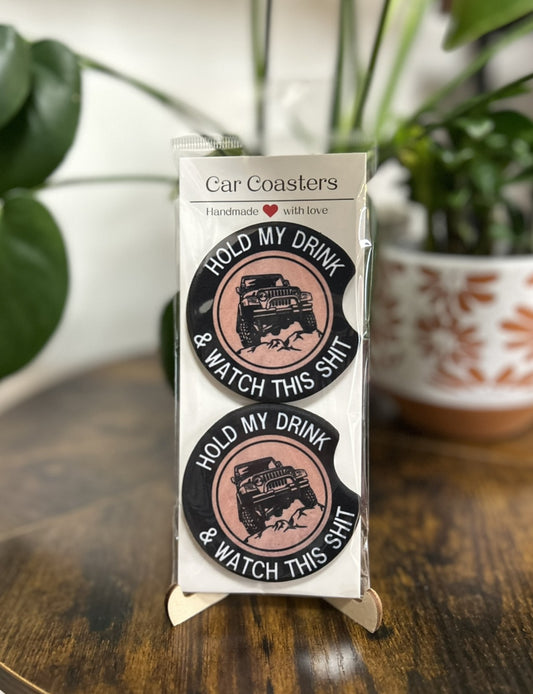 Car Coasters
Handmade ❤ with love
HOLD MY DRINK
& WATCH THIS SHIT
HOLD MY DRINK
& WATCH THIS SHIT